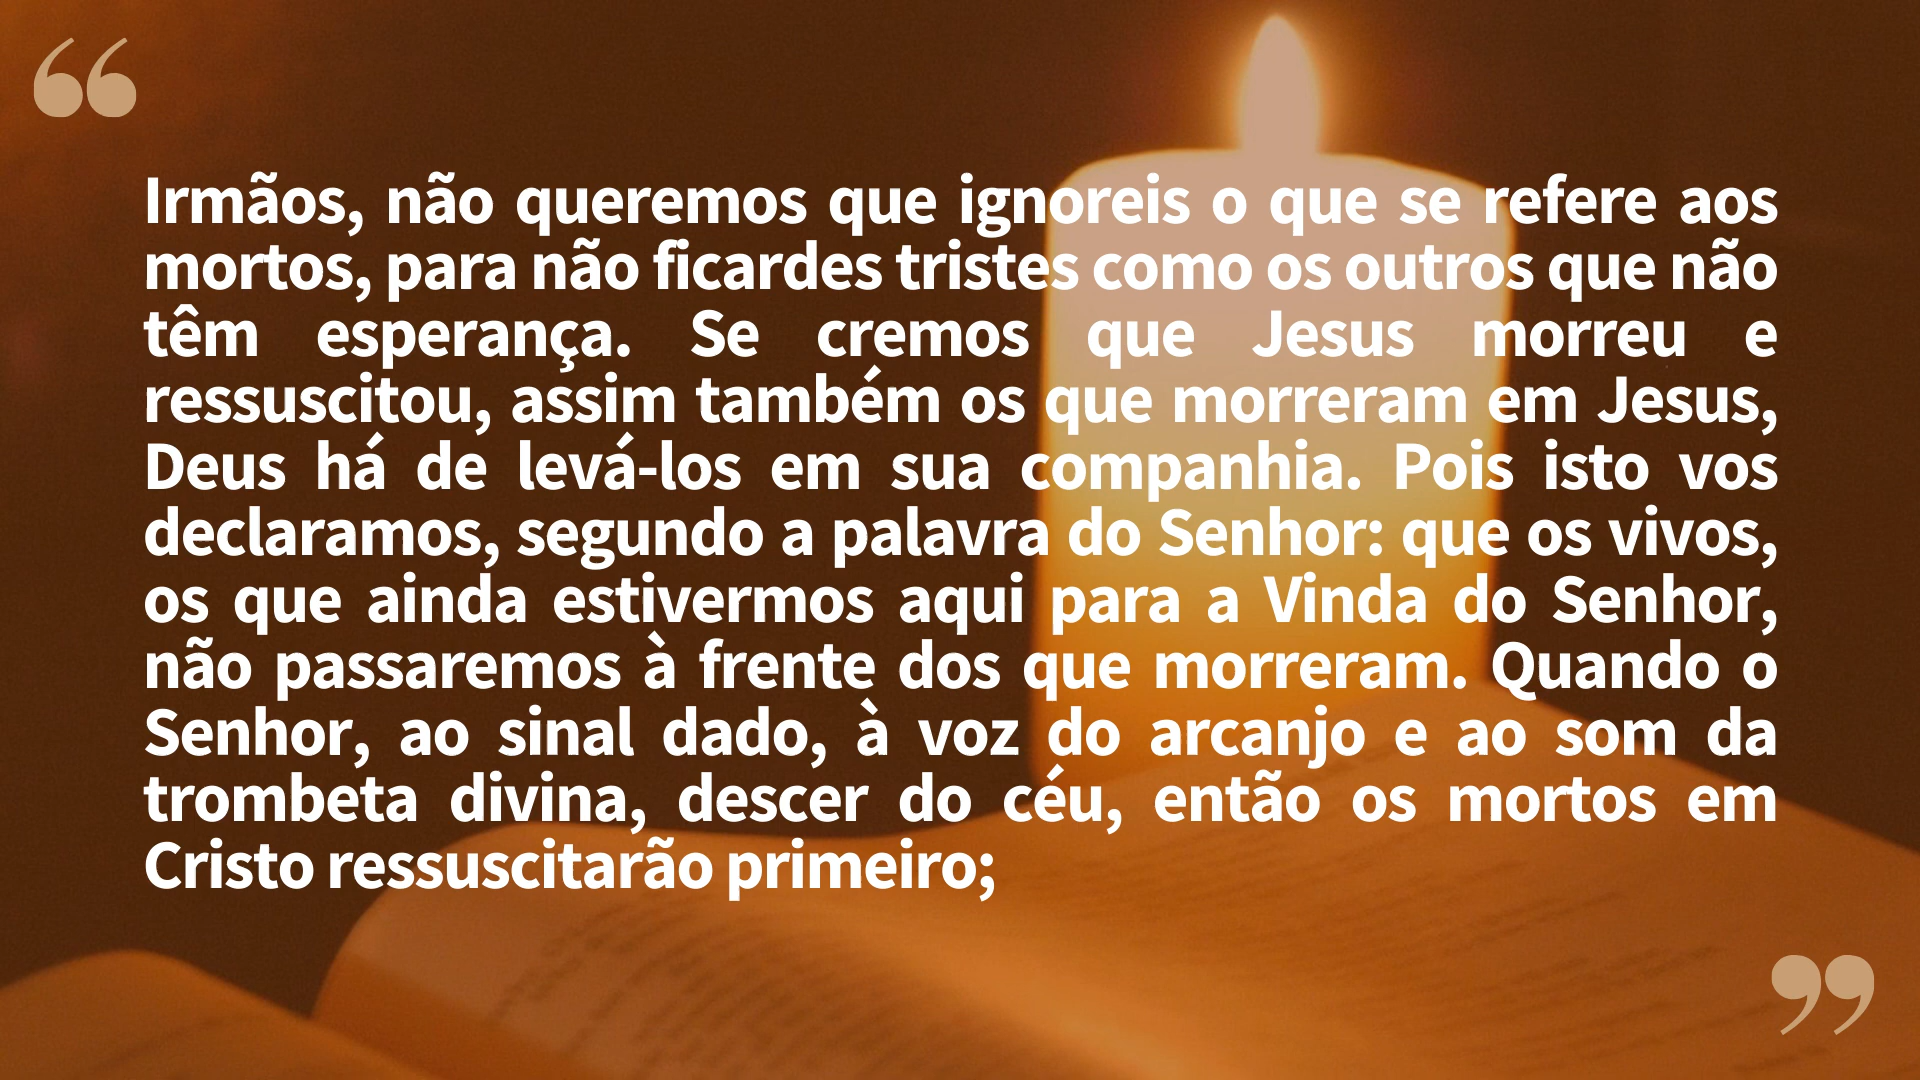 “
Irmãos, não queremos que ignoreis o que se refere aos
mortos, para não ficardes tristes como os outros que não
têm esperança. Se cremos que Jesus morreu e
ressuscitou, assim também os que morreram em Jesus,
Deus há de levá-los em sua companhia. Pois isto vos
declaramos, segundo a palavra do Senhor: que os vivos,
os que ainda estivermos aqui para a Vinda do Senhor,
não passaremos à frente dos que morreram. Quando o
Senhor, ao sinal dado, à voz do arcanjo e ao som da
trombeta divina, descer do céu, então os mortos em
Cristo ressuscitarão primeiro;
”